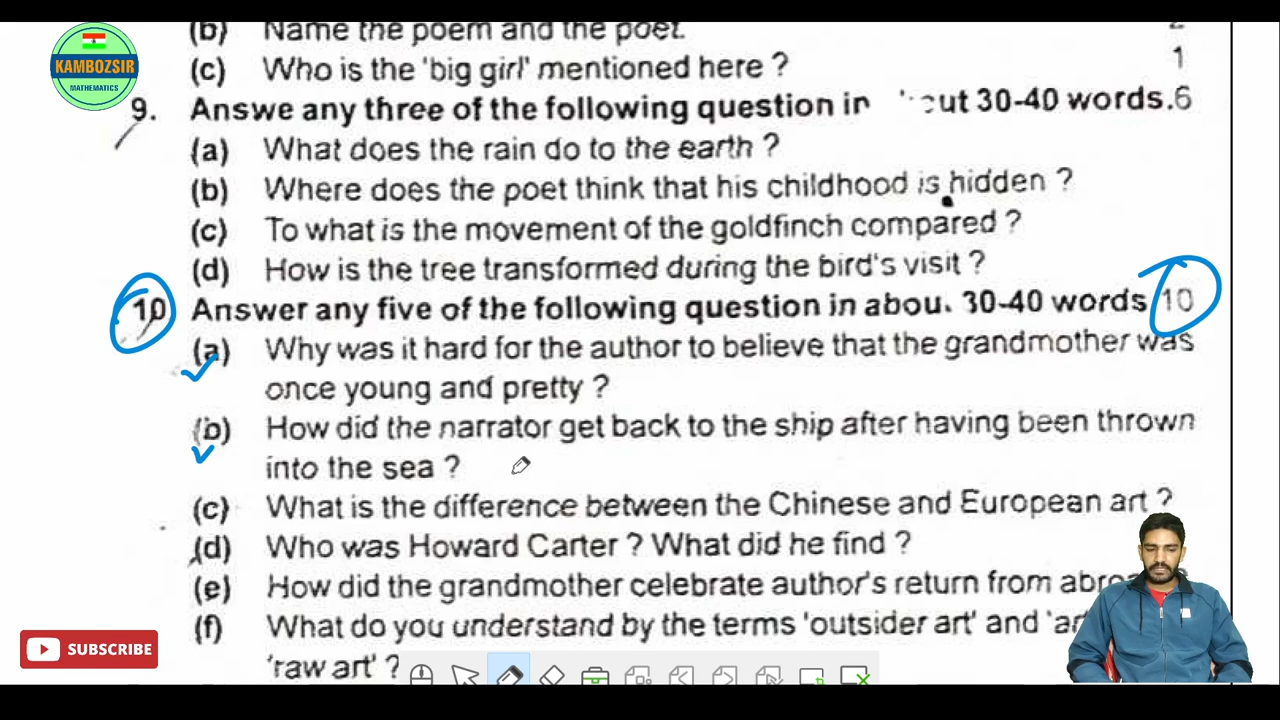 KAMBOZSIR
MATHEMATICS
(b) Name the poem and the poet. 2
(c) Who is the 'big girl' mentioned here ? 1
9. Answe any three of the following question in 30-40 words.6
(a) What does the rain do to the earth ?
(b) Where does the poet think that his childhood is hidden ?
(c) To what is the movement of the goldfinch compared ?
(d) How is the tree transformed during the bird's visit ?
10 Answer any five of the following question in abou. 30-40 words 10
(a) Why was it hard for the author to believe that the grandmother was
once young and pretty ?
(b) How did the narrator get back to the ship after having been thrown
into the sea ?
(c) What is the difference between the Chinese and European art ?
(d) Who was Howard Carter ? What did he find ?
(e) How did the grandmother celebrate author's return from
(f) What do you understand by the terms 'outsider art' and
'raw art' ?
SUBSCRIBE